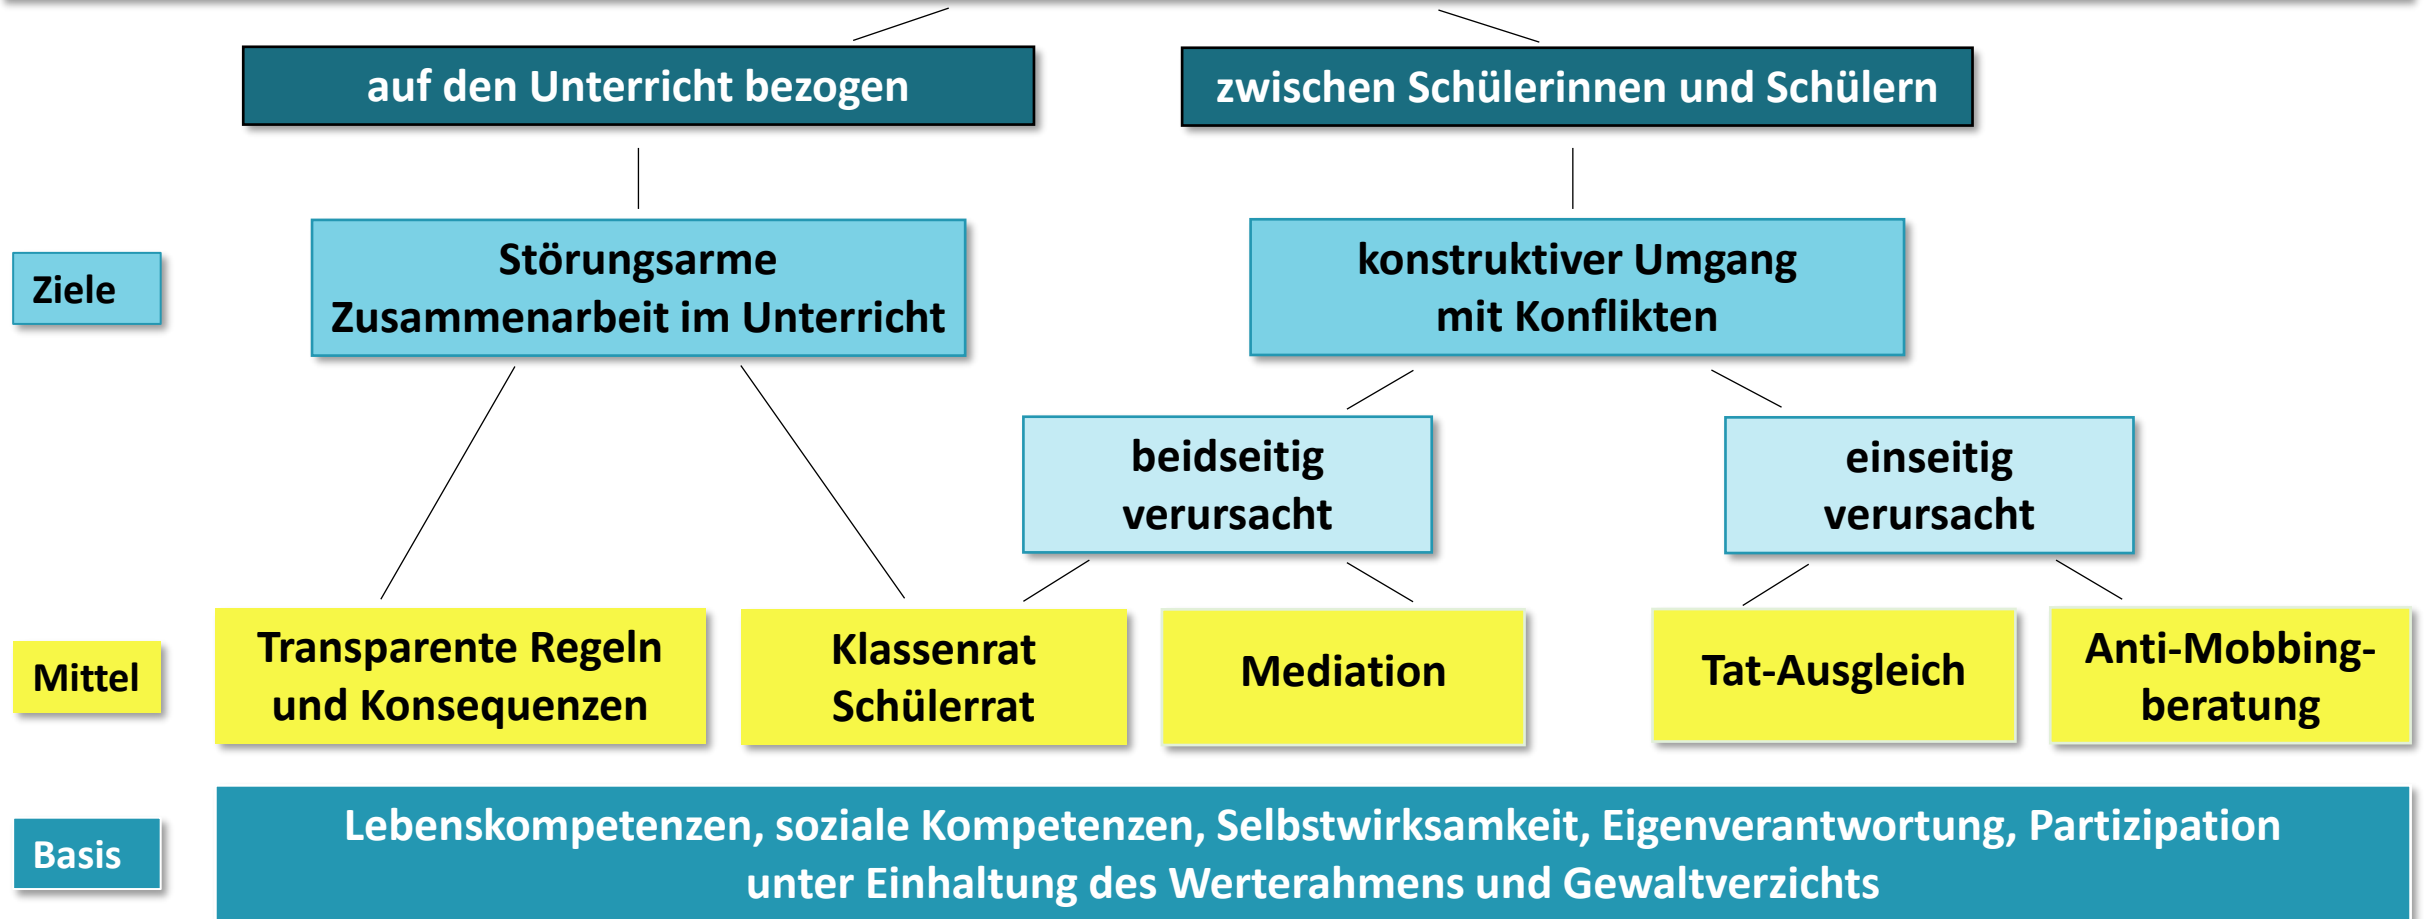 auf den Unterricht bezogen
zwischen Schülerinnen und Schülern
Ziele
Störungsarme
Zusammenarbeit im Unterricht
konstruktiver Umgang
mit Konflikten
beidseitig
verursacht
einseitig
verursacht
Mittel
Transparente Regeln
und Konsequenzen
Klassenrat
Schülerrat
Mediation
Tat-Ausgleich
Anti-Mobbing-
beratung
Basis
Lebenskompetenzen, soziale Kompetenzen, Selbstwirksamkeit, Eigenverantwortung, Partizipation
unter Einhaltung des Werterahmens und Gewaltverzichts